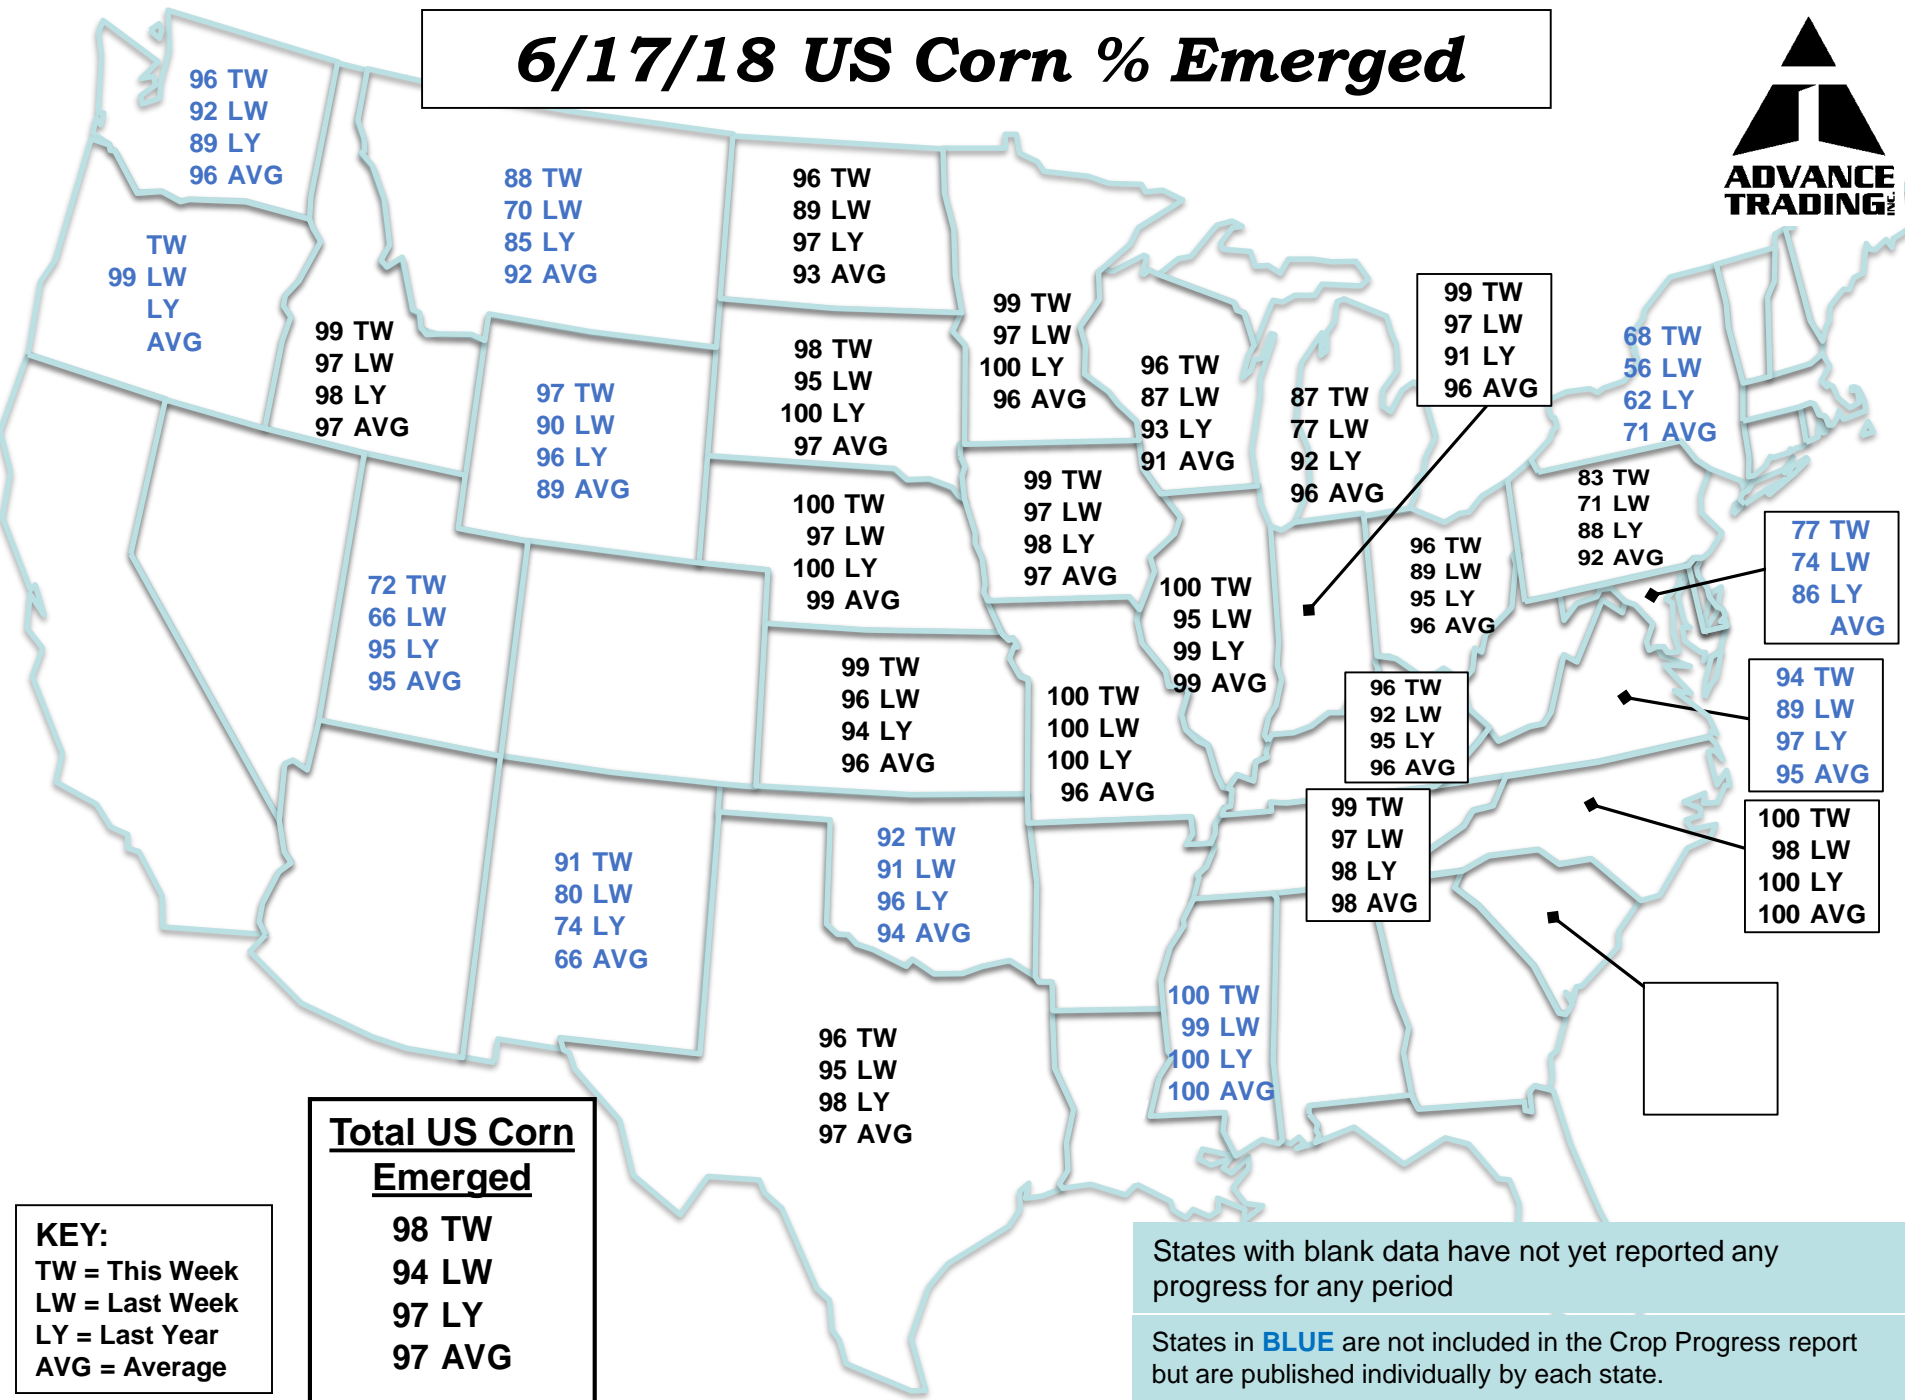 6/17/18 US Corn % Emerged
ADVANCE
TRADING INC.
96 TW
92 LW
89 LY
96 AVG
TW
99 LW
LY
AVG
99 TW
97 LW
98 LY
97 AVG
88 TW
70 LW
85 LY
92 AVG
97 TW
90 LW
96 LY
89 AVG
72 TW
66 LW
95 LY
95 AVG
91 TW
80 LW
74 LY
66 AVG
96 TW
89 LW
97 LY
93 AVG
98 TW
95 LW
100 LY
97 AVG
100 TW
97 LW
100 LY
99 AVG
99 TW
96 LW
94 LY
96 AVG
92 TW
91 LW
96 LY
94 AVG
96 TW
95 LW
98 LY
97 AVG
99 TW
97 LW
100 LY
96 AVG
99 TW
97 LW
98 LY
97 AVG
100 TW
100 LW
100 LY
96 AVG
96 TW
87 LW
93 LY
91 AVG
100 TW
95 LW
99 LY
99 AVG
100 TW
99 LW
100 LY
100 AVG
87 TW
77 LW
92 LY
96 AVG
99 TW
97 LW
91 LY
96 AVG
96 TW
89 LW
95 LY
96 AVG
96 TW
92 LW
95 LY
96 AVG
99 TW
97 LW
98 LY
98 AVG
68 TW
56 LW
62 LY
71 AVG
83 TW
71 LW
88 LY
92 AVG
77 TW
74 LW
86 LY
AVG
94 TW
89 LW
97 LY
95 AVG
100 TW
98 LW
100 LY
100 AVG
Total US Corn
Emerged
98 TW
94 LW
97 LY
97 AVG
KEY:
TW = This Week
LW = Last Week
LY = Last Year
AVG = Average
States with blank data have not yet reported any
progress for any period
States in BLUE are not included in the Crop Progress report
but are published individually by each state.